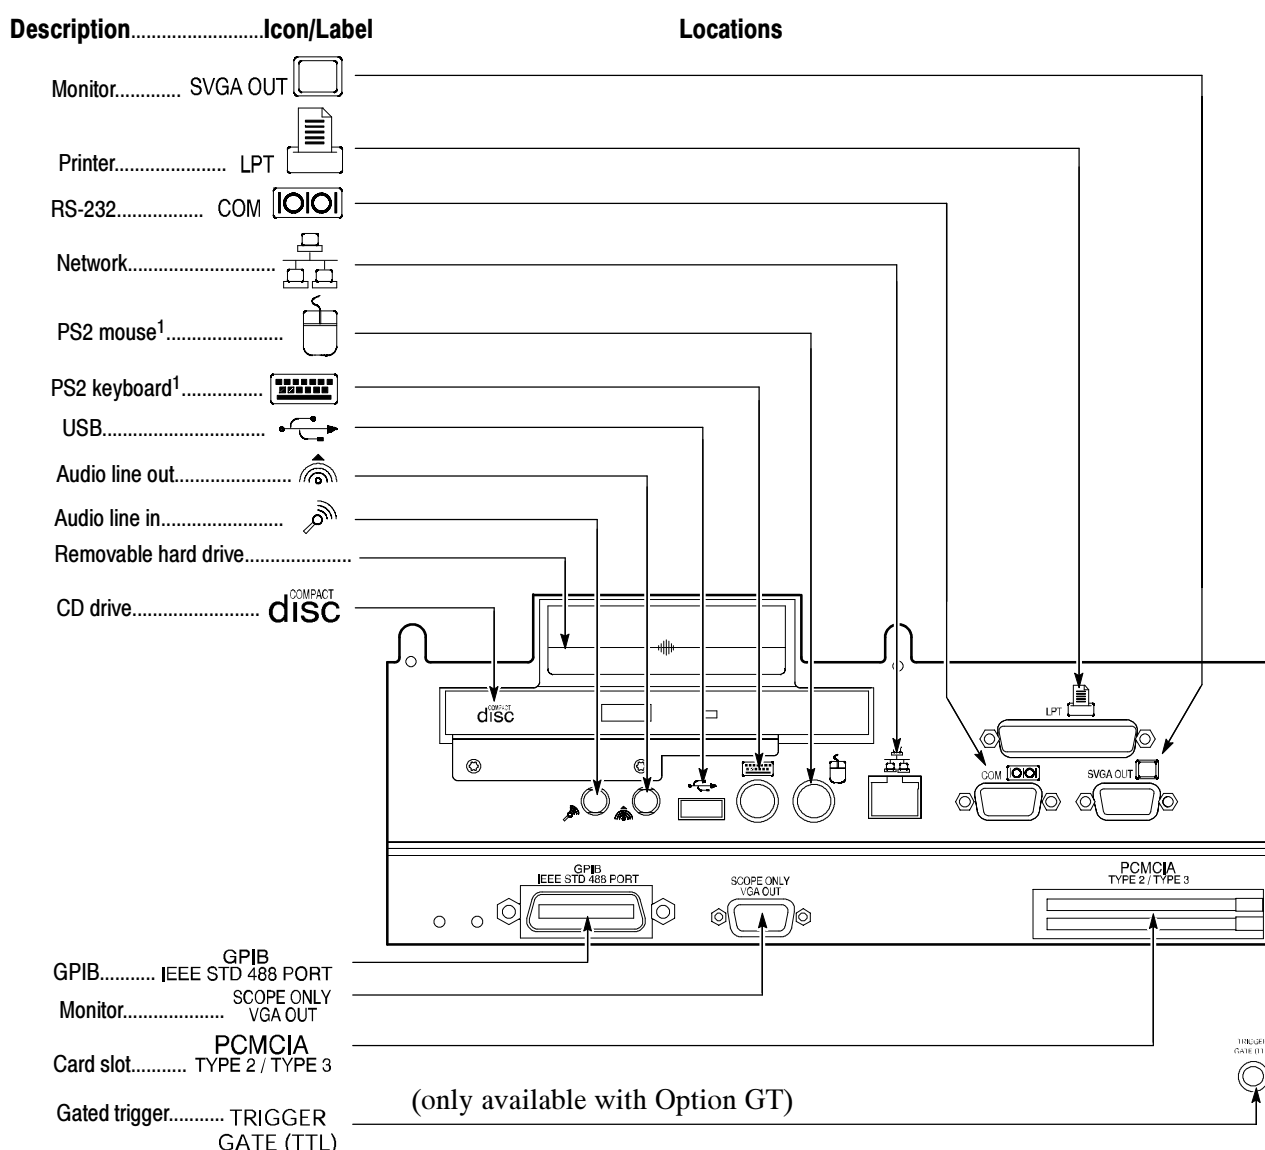 Description..........................Icon/Label Locations
Monitor............. SVGA OUT
Printer...................... LPT
RS-232................. COM
Network.............................
PS2 mouse1.......................
PS2 keyboard1................
USB................................
Audio line out.......................
Audio line in........................
Removable hard drive.....................
CD drive......................... COMPACT disc
COMPACT
disc
LPT
COM
SVGA OUT
GPIB
IEEE STD 488 PORT
SCOPE ONLY
VGA OUT
PCMCIA
TYPE 2 / TYPE 3
GPIB........... GPIB
IEEE STD 488 PORT
Monitor.................... SCOPE ONLY
VGA OUT
Card slot........... PCMCIA
TYPE 2 / TYPE 3
TRIGGER
Gated trigger........... TRIGGER
GATE (TTL)
(only available with Option GT)